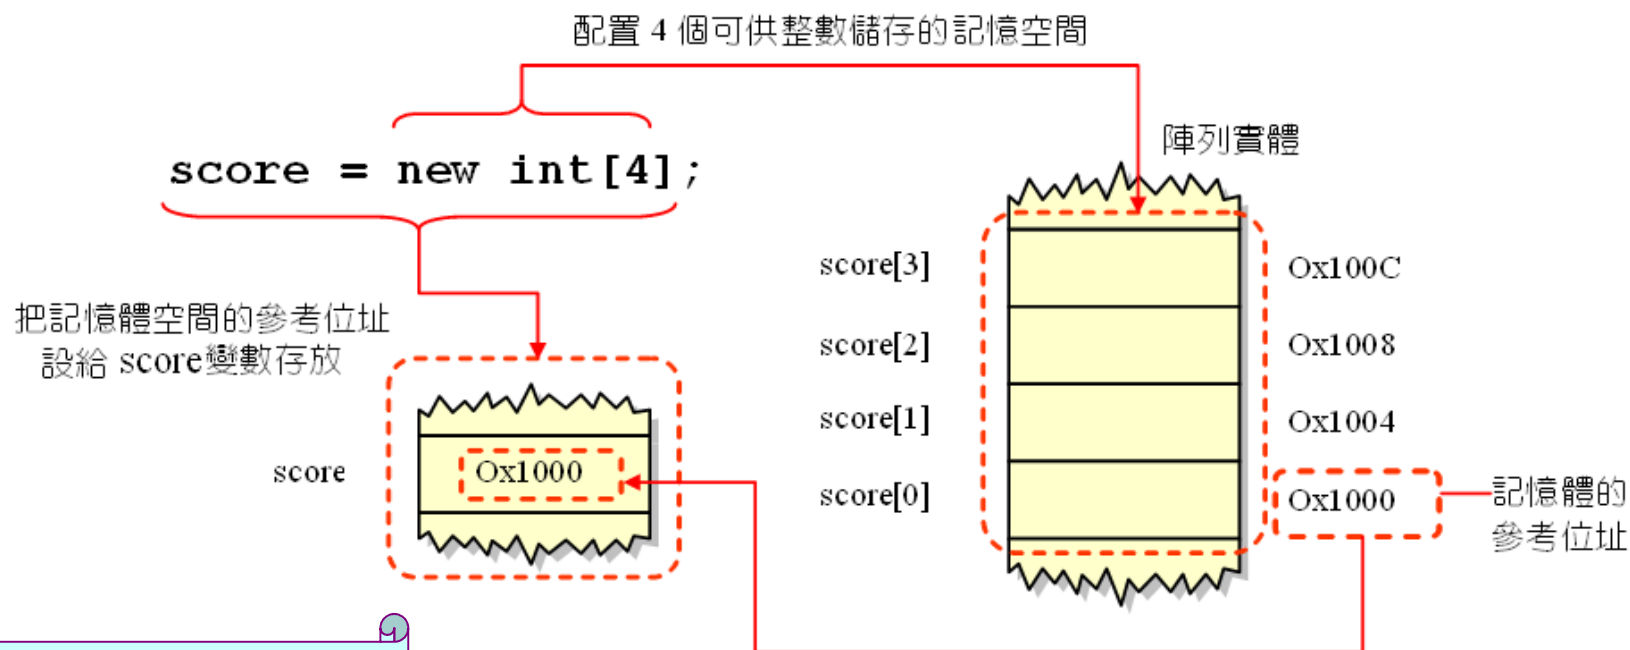 配置 4 個可供整數儲存的記憶空間
score = new int[4];
陣列實體
把記憶體空間的參考位址
設給 score變數存放
score
Ox1000
score[3]
Ox100C
score[2]
Ox1008
score[1]
Ox1004
score[0]
Ox1000
記憶體的
參考位址